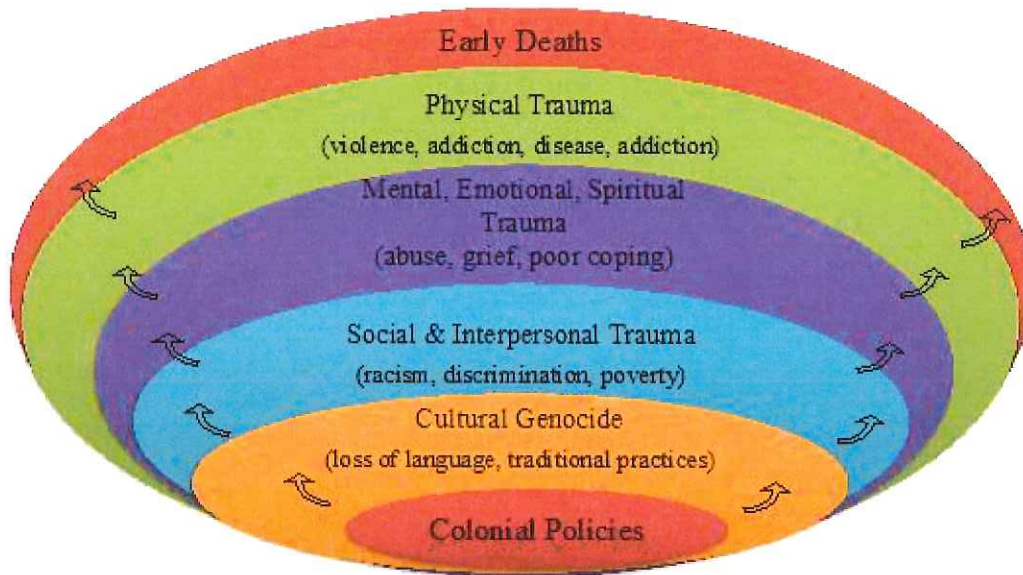 Early Deaths
Physical Trauma
(violence, addiction, disease, addiction)
Mental, Emotional, Spiritual
Trauma
(abuse, grief, poor coping)
Social & Interpersonal Trauma
(racism, discrimination, poverty)
Cultural Genocide
(loss of language, traditional practices)
Colonial Policies